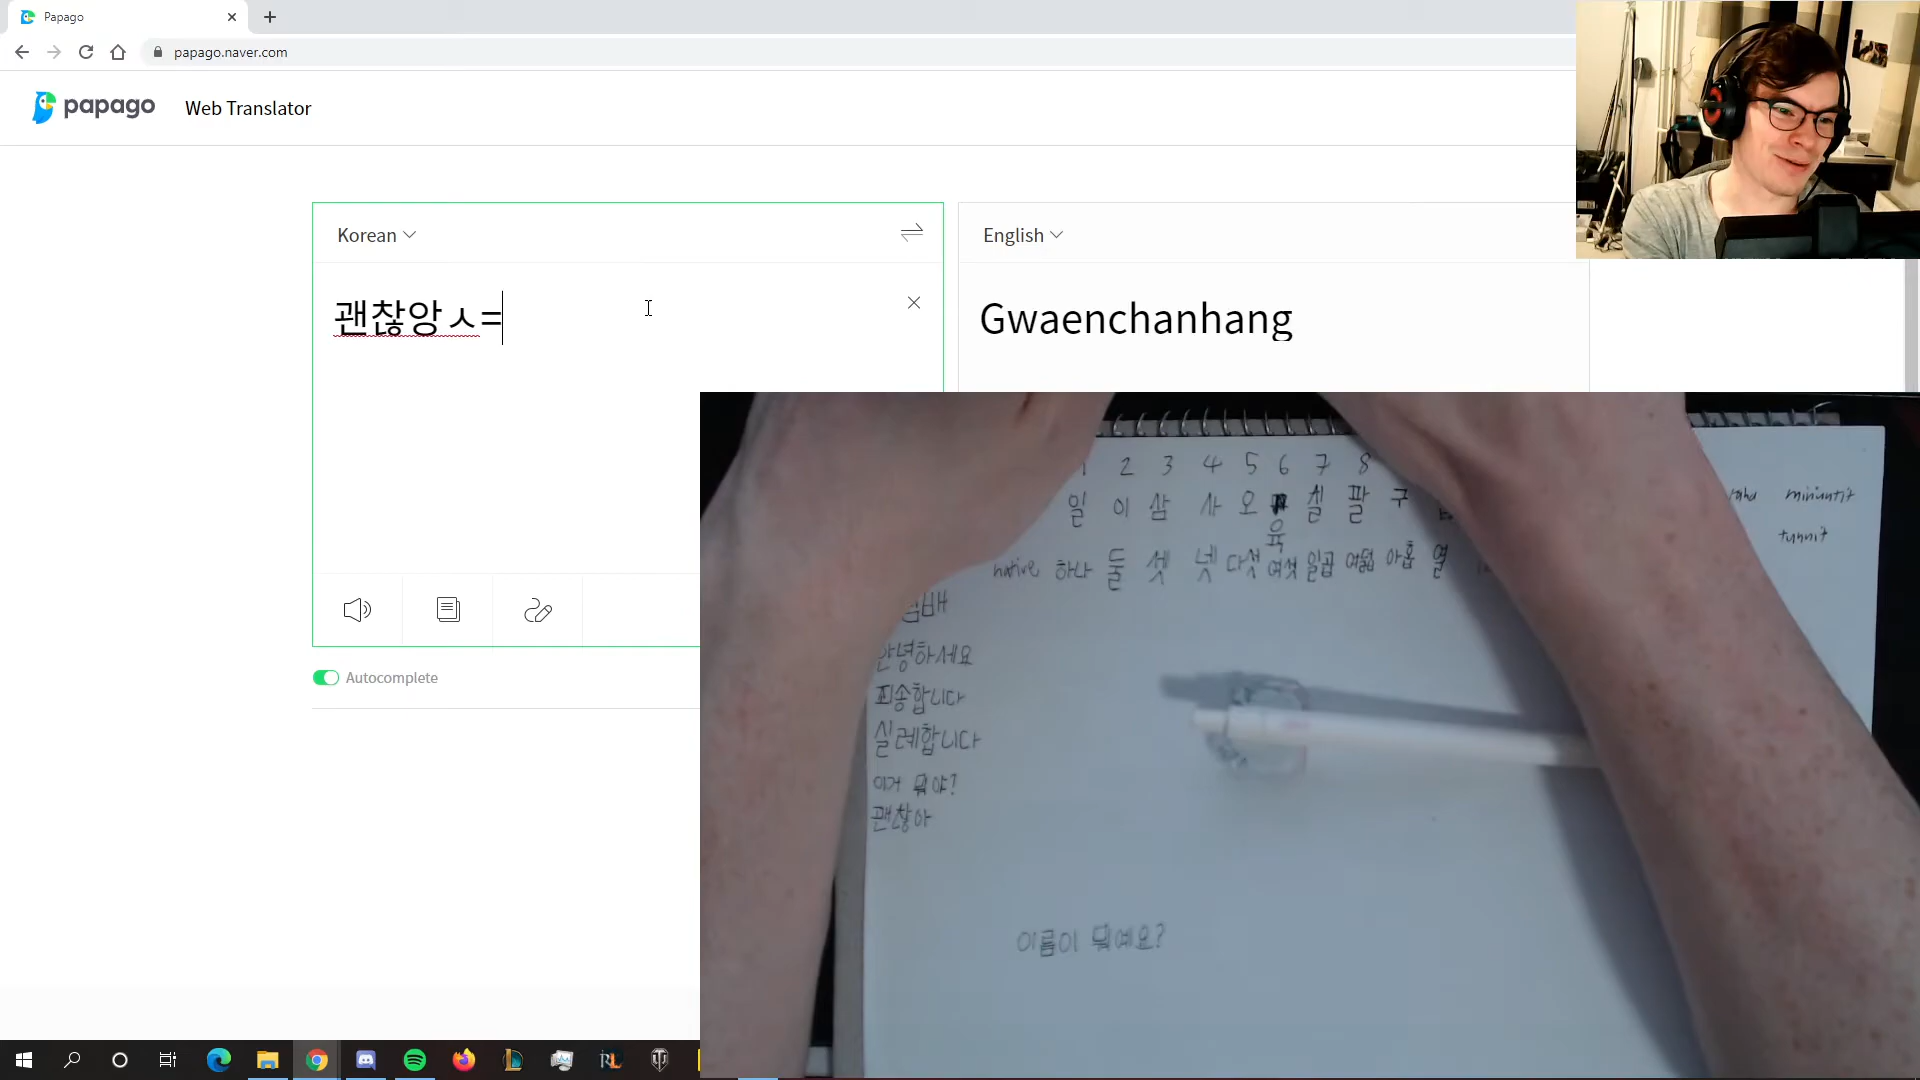 Papago
papago.naver.com
papago Web Translator
Korean English
괜찮앙ㅅ= Gwaenchanhang
Autocomplete
2 3 4 5 6 7 8
일 이 삼 사 오 육 칠 팔 구
native 하나 둘 셋 넷 다섯 여섯 일곱 여덟 아홉 열
minuutit
tunnit
안녕하세요
죄송합니다
실례합니다
이거 뭐야?
괜찮아
이름이 뭐예요?